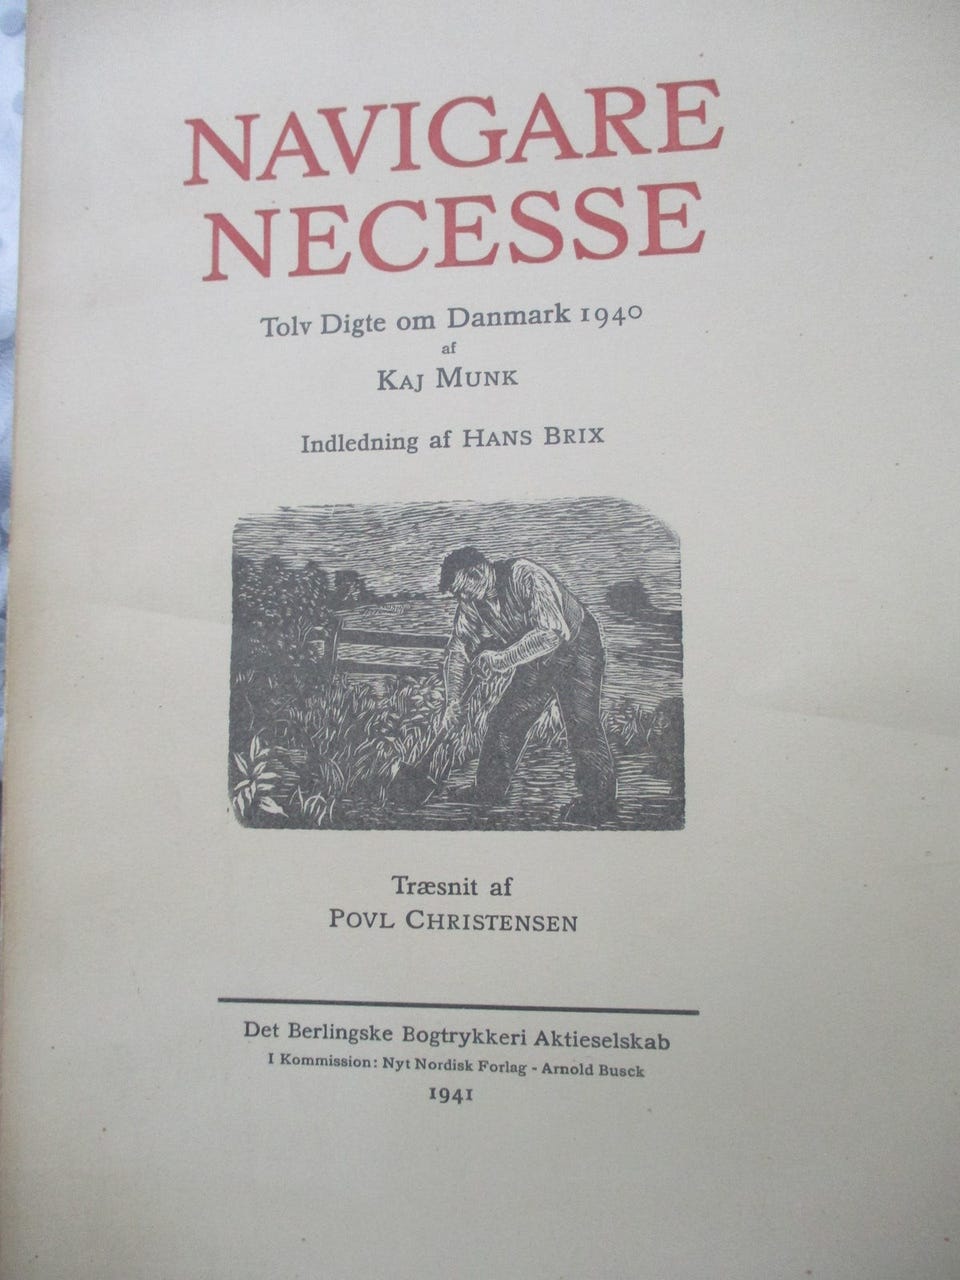 NAVIGARE
NECESSE
Tolv Digte om Danmark 1940
af
KAJ MUNK
Indledning af HANS BRIX
Træsnit af
POVL CHRISTENSEN
Det Berlingske Bogtrykkeri Aktieselskab
I Kommission: Nyt Nordisk Forlag - Arnold Busck
1941